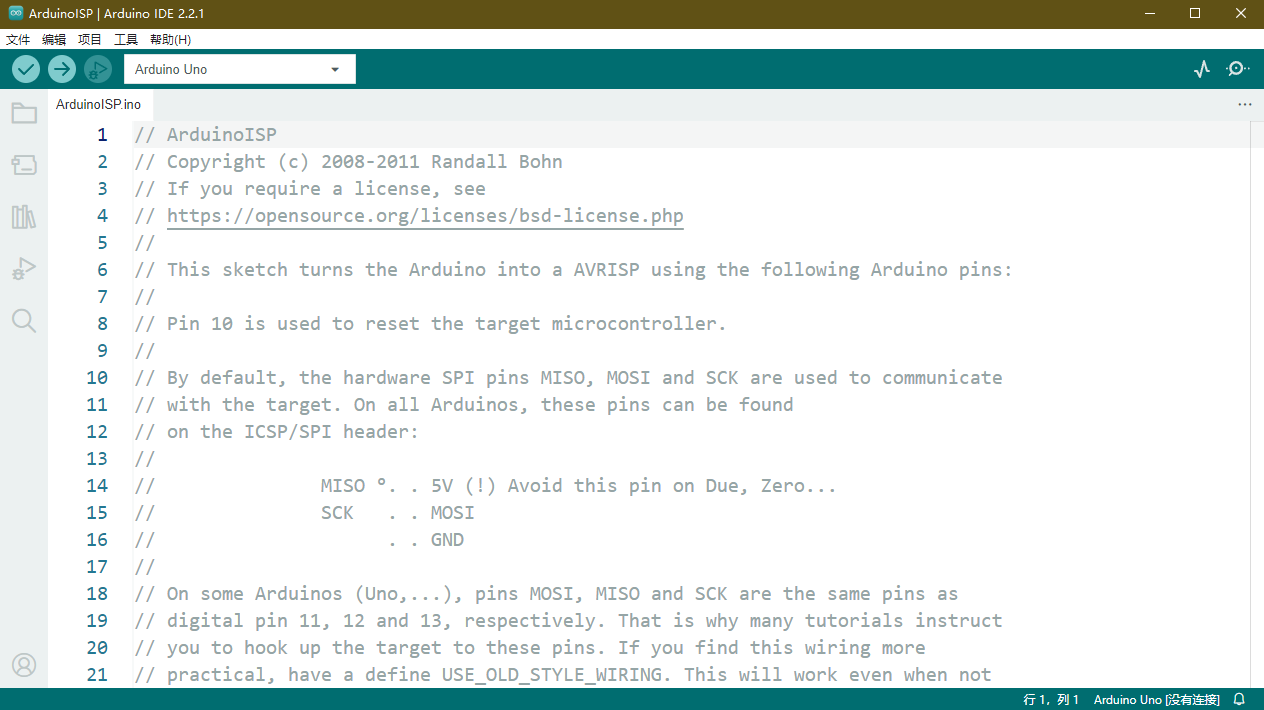 ArduinoISP | Arduino IDE 2.2.1
文件 编辑 项目 工具 帮助(H)
Arduino Uno
ArduinoISP.ino
1 // ArduinoISP
2 // Copyright (c) 2008-2011 Randall Bohn
3 // If you require a license, see
4 // https://opensource.org/licenses/bsd-license.php
5 //
6 // This sketch turns the Arduino into a AVRISP using the following Arduino pins:
7 //
8 // Pin 10 is used to reset the target microcontroller.
9 //
10 // By default, the hardware SPI pins MISO, MOSI and SCK are used to communicate
11 // with the target. On all Arduinos, these pins can be found
12 // on the ICSP/SPI header:
13 //
14 // MISO °. . 5V (!) Avoid this pin on Due, Zero...
15 // SCK . . MOSI
16 // . . GND
17 //
18 // On some Arduinos (Uno,...), pins MOSI, MISO and SCK are the same pins as
19 // digital pin 11, 12 and 13, respectively. That is why many tutorials instruct
20 // you to hook up the target to these pins. If you find this wiring more
21 // practical, have a define USE_OLD_STYLE_WIRING. This will work even when not
行 1，列 1 Arduino Uno [没有连接]